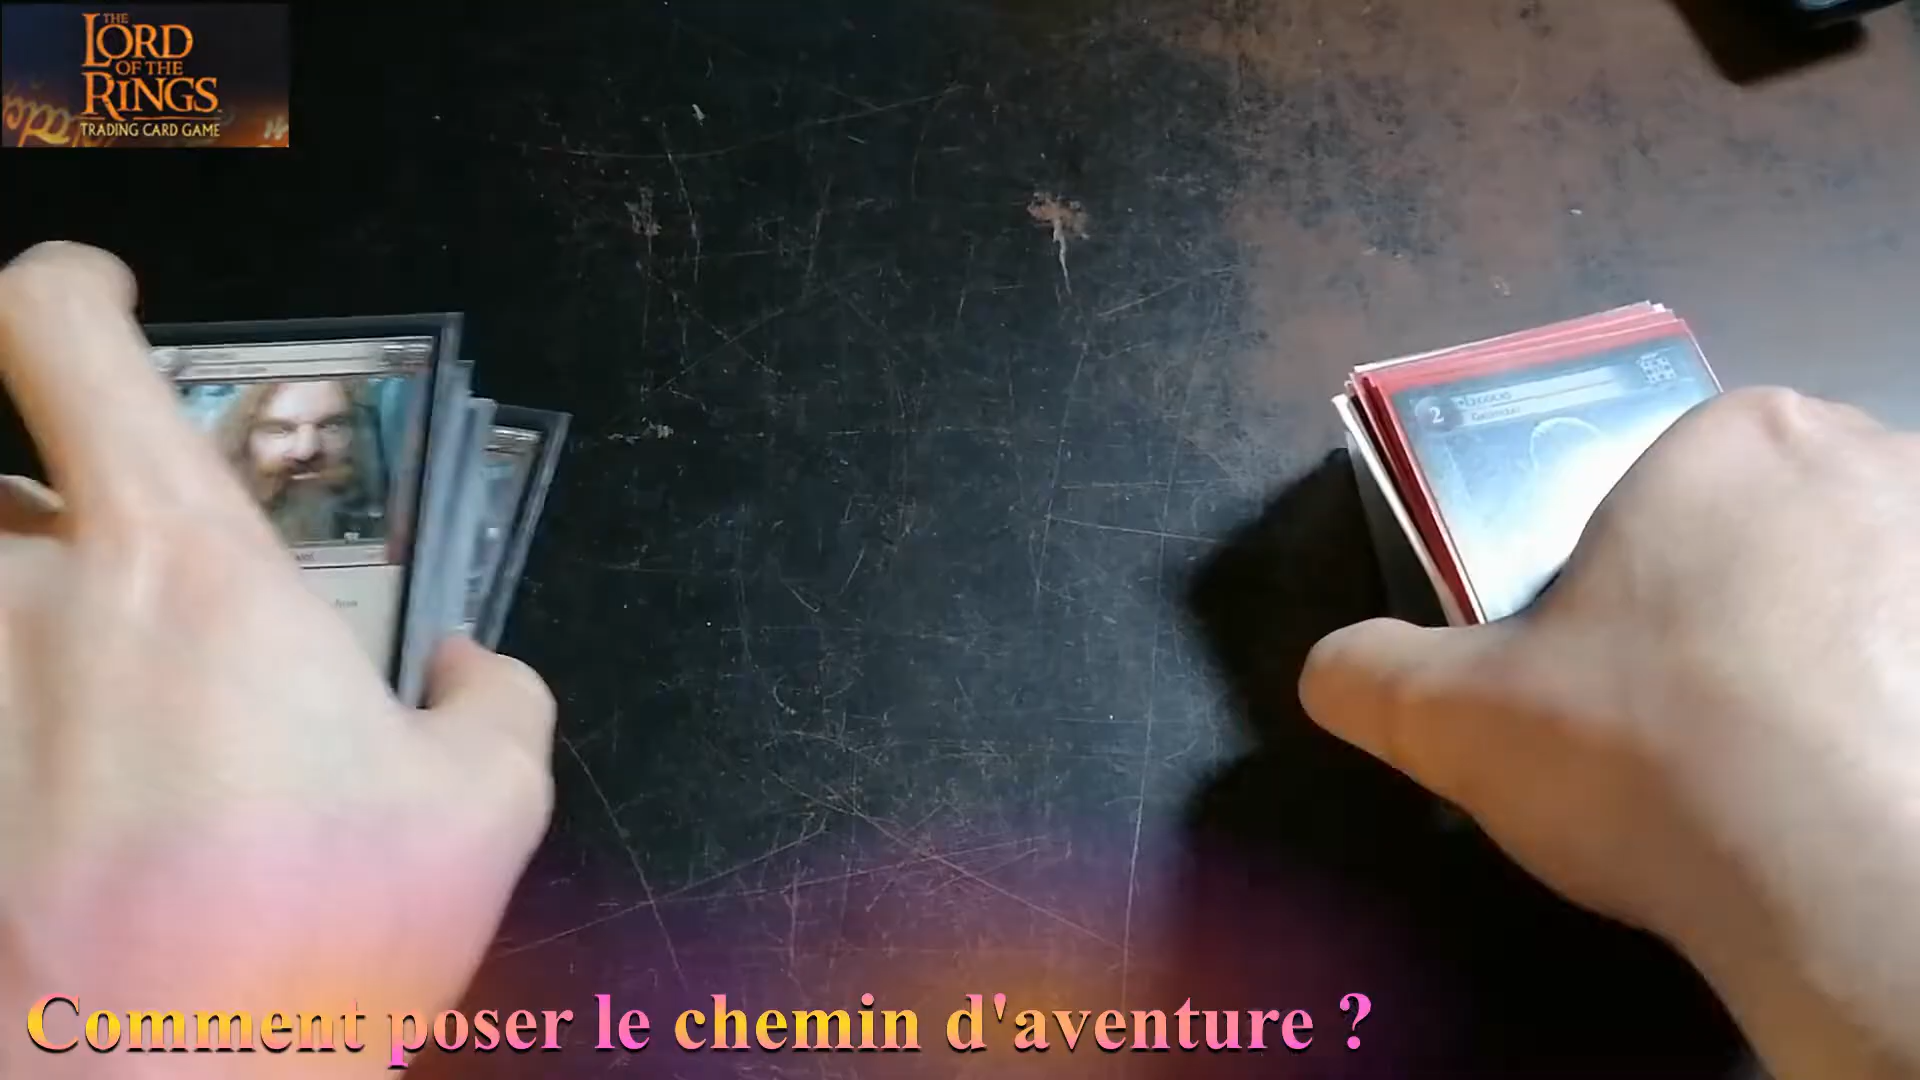 THE
LORD
OF THE
RINGS
TRADING CARD GAME
2
Comment poser le chemin d'aventure ?